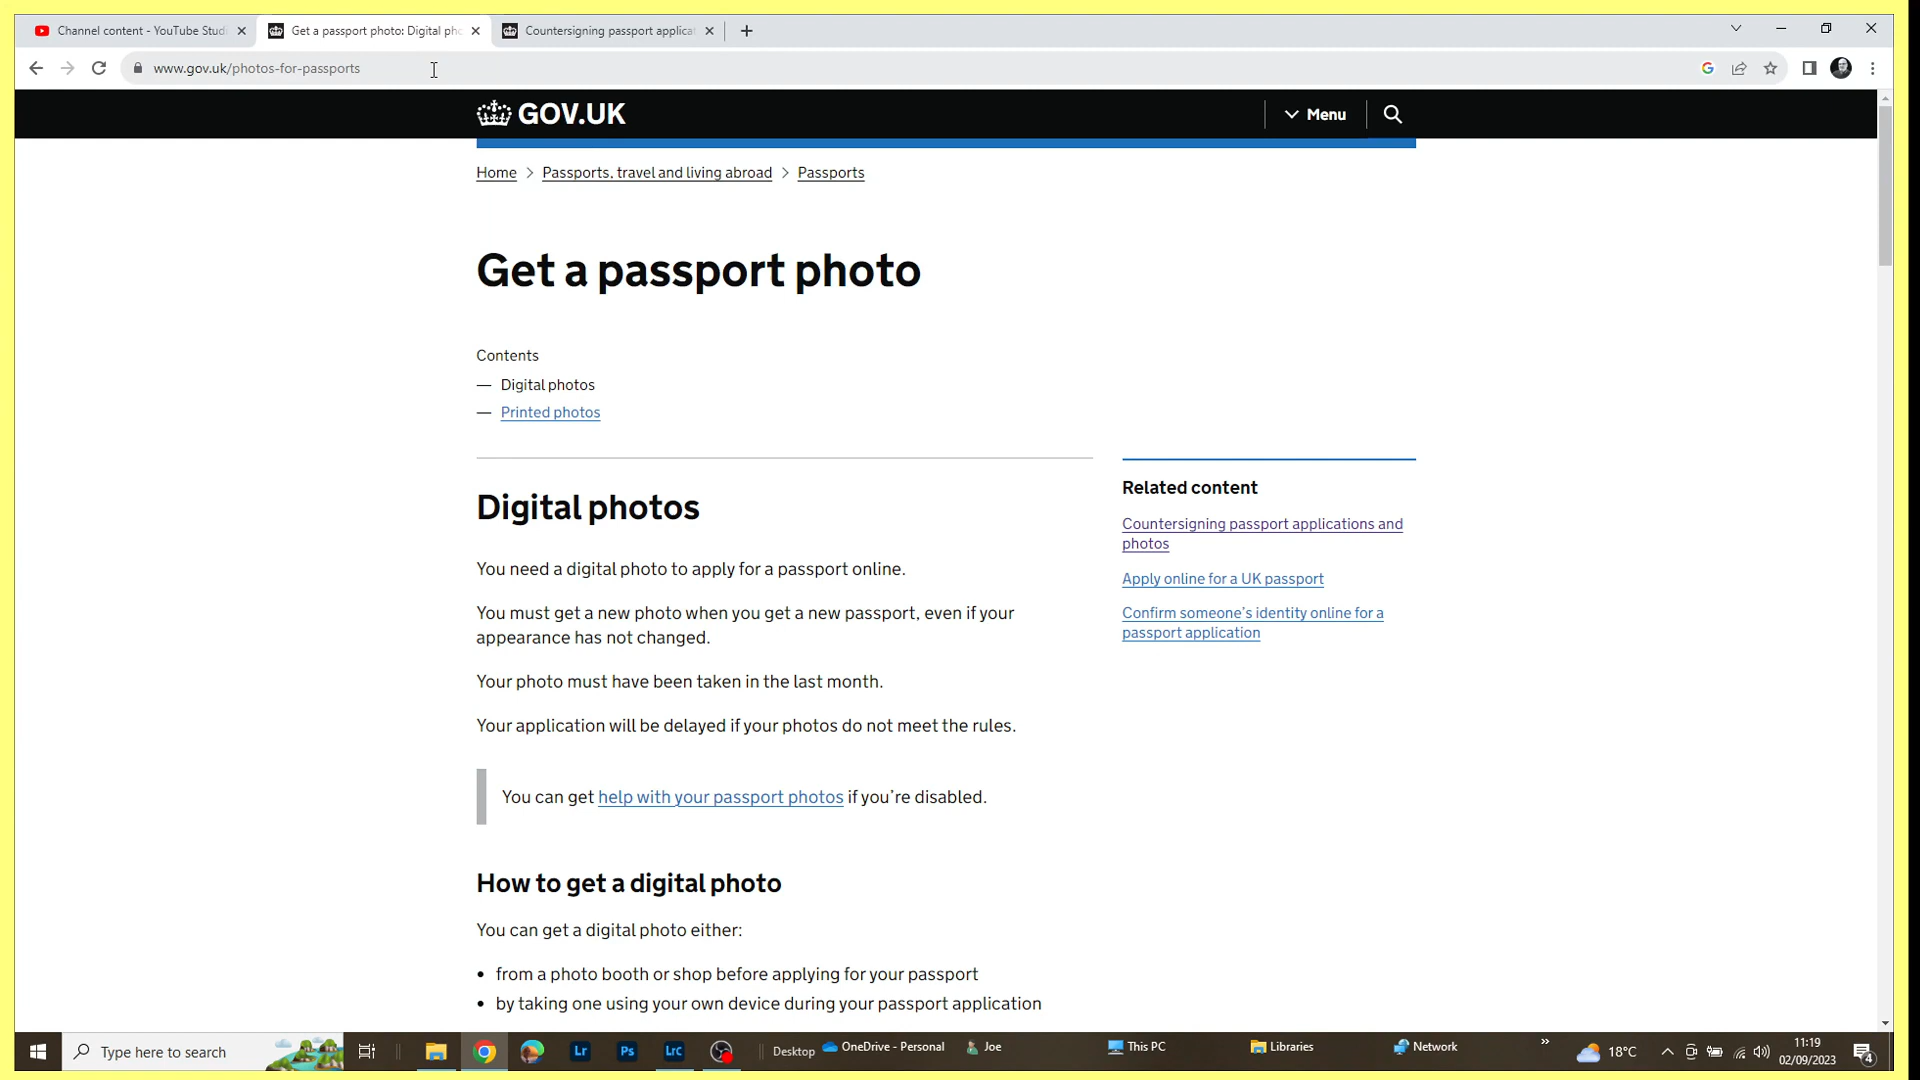 Channel content - YouTube Studi
Get a passport photo: Digital pho
Countersigning passport applicat
www.gov.uk/photos-for-passports
GOV.UK
Menu
Home > Passports, travel and living abroad > Passports
Get a passport photo
Contents
— Digital photos
— Printed photos
Digital photos
You need a digital photo to apply for a passport online.
You must get a new photo when you get a new passport, even if your
appearance has not changed.
Your photo must have been taken in the last month.
Your application will be delayed if your photos do not meet the rules.
You can get help with your passport photos if you’re disabled.
How to get a digital photo
You can get a digital photo either:
• from a photo booth or shop before applying for your passport
• by taking one using your own device during your passport application
Related content
Countersigning passport applications and
photos
Apply online for a UK passport
Confirm someone’s identity online for a
passport application
Type here to search
Lr
Ps
LrC
Desktop
OneDrive - Personal
Joe
This PC
Libraries
Network
18°C
11:19
02/09/2023
4